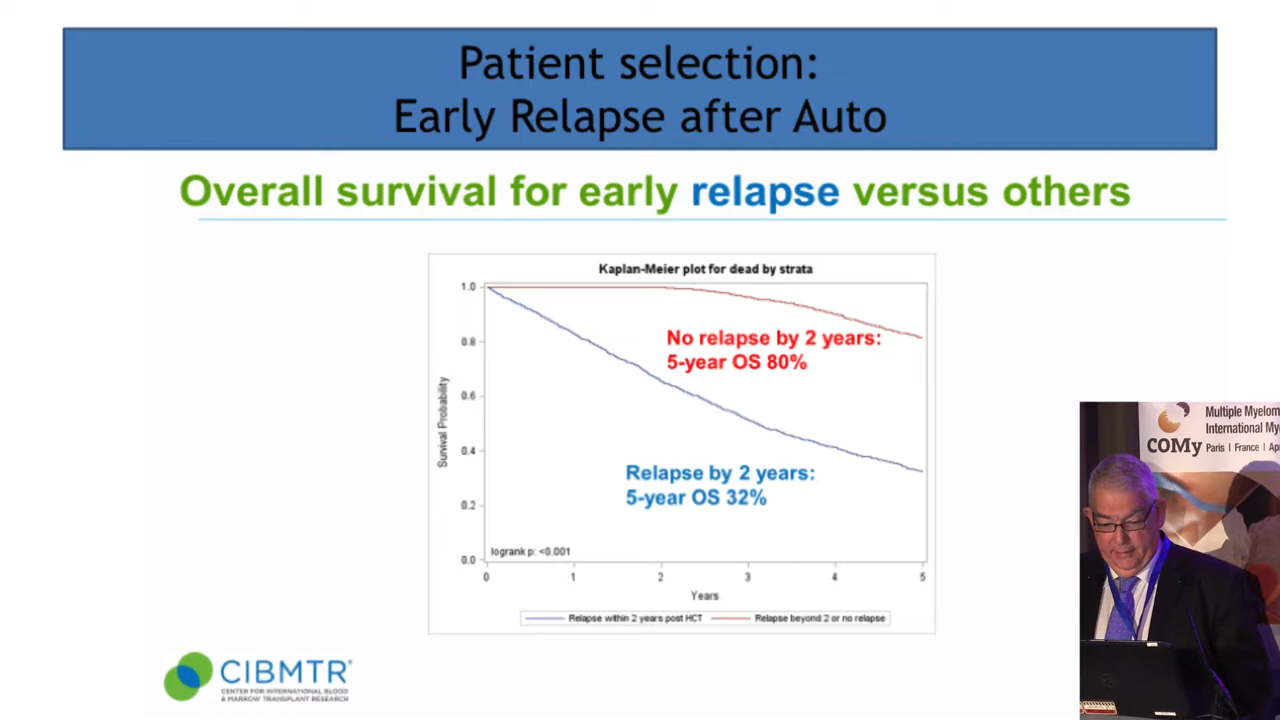 Patient selection:
Early Relapse after Auto
Overall survival for early relapse versus others
Kaplan-Meier plot for dead by strata
1.0
0.8
0.6
0.4
0.2
0.0
Survival Probability
No relapse by 2 years:
5-year OS 80%
Relapse by 2 years:
5-year OS 32%
logrank p: <0.001
0 1 2 3 4 5
Years
Relapse within 2 years post HCT
Relapse beyond 2 or no relapse
CIBMTR®
CENTER FOR INTERNATIONAL BLOOD
& MARROW TRANSPLANT RESEARCH
COMy
Multiple Myelom
International My
Paris | France | Ap